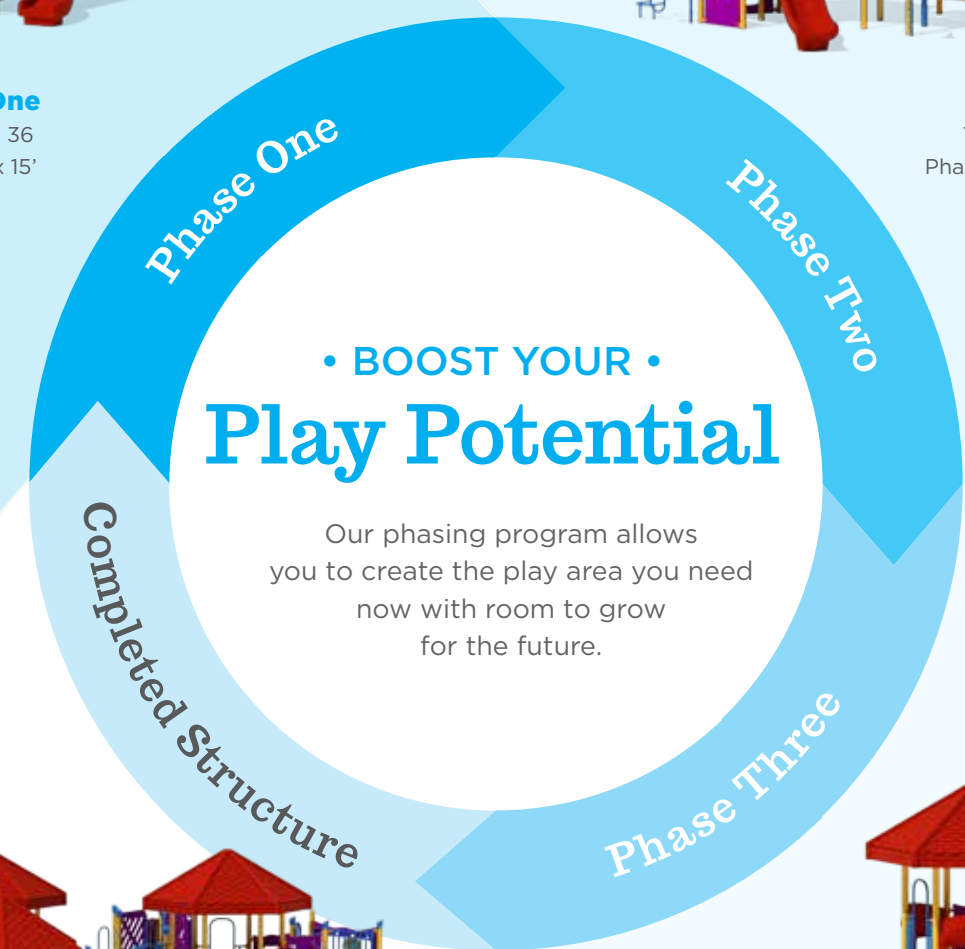 One
36
x 15’
Pha
Phase One
Phase Two
• BOOST YOUR •
Play Potential
Our phasing program allows
you to create the play area you need
now with room to grow
for the future.
Phase Three
Completed Structure